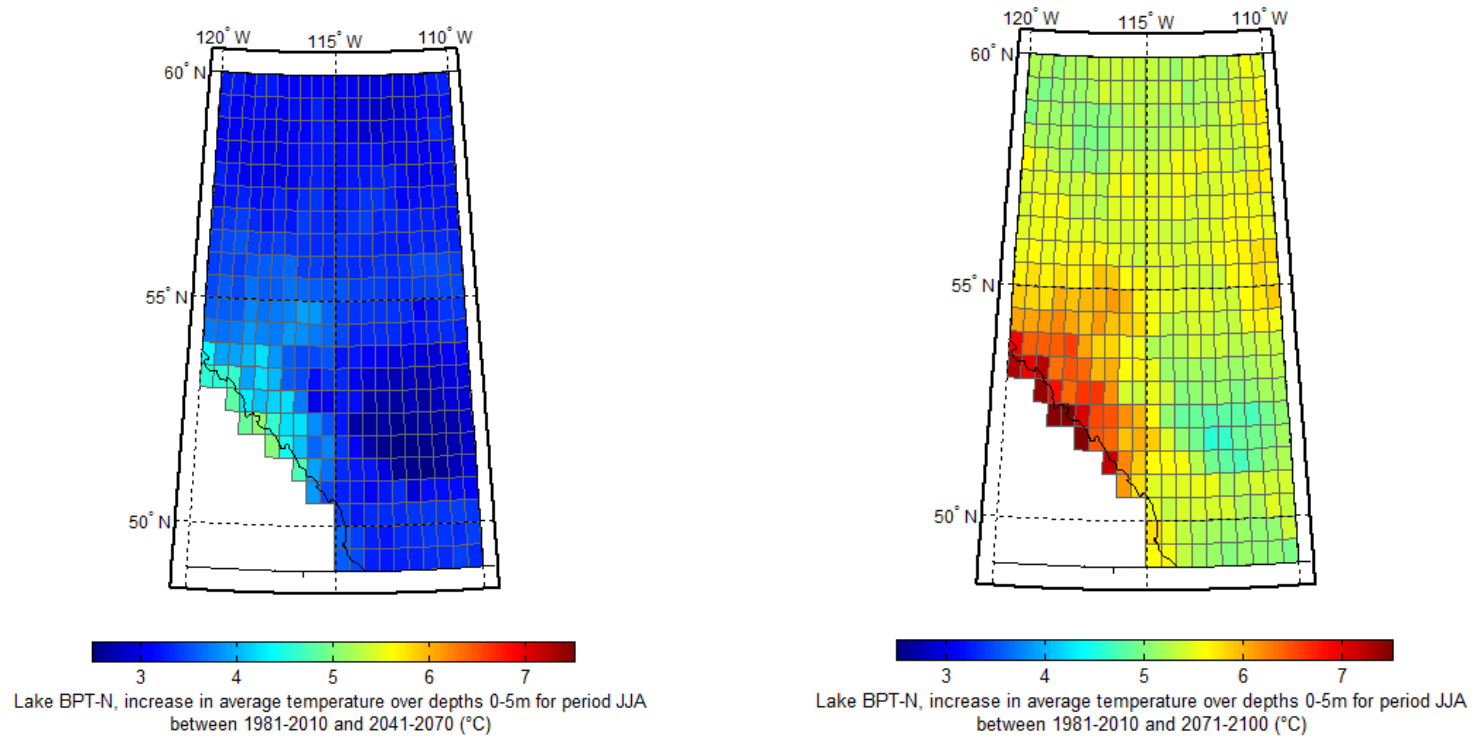 120° W 115° W 110° W
60° N
55° N
50° N
3 4 5 6 7
Lake BPT-N, increase in average temperature over depths 0-5m for period JJA
between 1981-2010 and 2041-2070 (°C)
120° W 115° W 110° W
60° N
55° N
50° N
3 4 5 6 7
Lake BPT-N, increase in average temperature over depths 0-5m for period JJA
between 1981-2010 and 2071-2100 (°C)